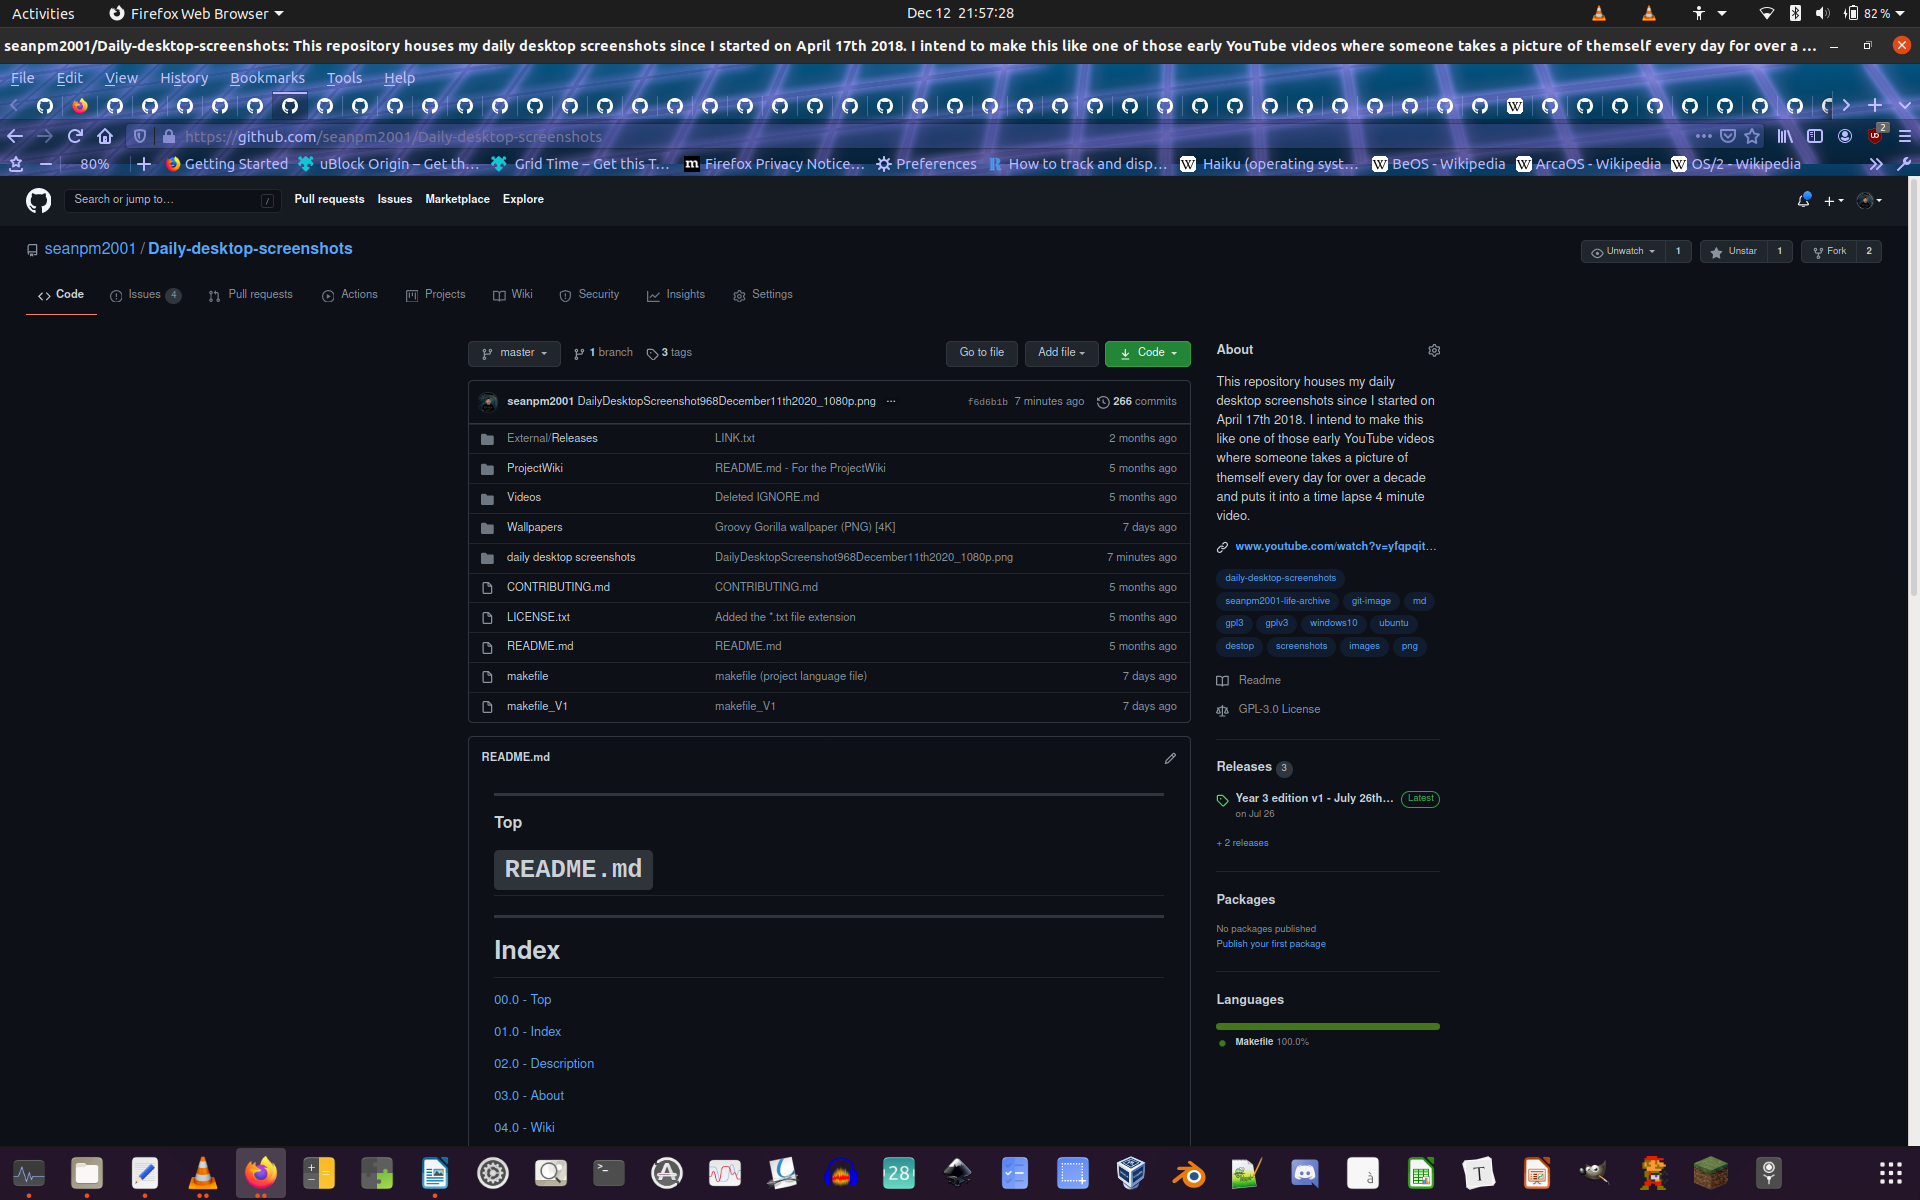 Activities
Firefox Web Browser
Dec 12 21:57:28
82 %
seanpm2001/Daily-desktop-screenshots: This repository houses my daily desktop screenshots since I started on April 17th 2018. I intend to make this like one of those early YouTube videos where someone takes a picture of themself every day for over a ...
File Edit View History Bookmarks Tools Help
https://github.com/seanpm2001/Daily-desktop-screenshots
2
80%
Getting Started
uBlock Origin – Get th…
Grid Time – Get this T…
Firefox Privacy Notice…
Preferences
How to track and disp…
Haiku (operating syst…
BeOS - Wikipedia
ArcaOS - Wikipedia
OS/2 - Wikipedia
Search or jump to…
/
Pull requests Issues Marketplace Explore
seanpm2001 / Daily-desktop-screenshots
Unwatch 1
Unstar 1
Fork 2
Code
Issues 4
Pull requests
Actions
Projects
Wiki
Security
Insights
Settings
master
1 branch
3 tags
Go to file
Add file
Code
seanpm2001 DailyDesktopScreenshot968December11th2020_1080p.png ...
f6d6b1b 7 minutes ago
266 commits
External/Releases LINK.txt 2 months ago
ProjectWiki README.md - For the ProjectWiki 5 months ago
Videos Deleted IGNORE.md 5 months ago
Wallpapers Groovy Gorilla wallpaper (PNG) [4K] 7 days ago
daily desktop screenshots DailyDesktopScreenshot968December11th2020_1080p.png 7 minutes ago
CONTRIBUTING.md CONTRIBUTING.md 5 months ago
LICENSE.txt Added the *.txt file extension 5 months ago
README.md README.md 5 months ago
makefile makefile (project language file) 7 days ago
makefile_V1 makefile_V1 7 days ago
README.md
Top
README.md
Index
00.0 - Top
01.0 - Index
02.0 - Description
03.0 - About
04.0 - Wiki
About
This repository houses my daily
desktop screenshots since I started on
April 17th 2018. I intend to make this
like one of those early YouTube videos
where someone takes a picture of
themself every day for over a decade
and puts it into a time lapse 4 minute
video.
www.youtube.com/watch?v=yfqpqit…
daily-desktop-screenshots
seanpm2001-life-archive git-image md
gpl3 gplv3 windows10 ubuntu
destop screenshots images png
Readme
GPL-3.0 License
Releases 3
Year 3 edition v1 - July 26th… Latest
on Jul 26
+ 2 releases
Packages
No packages published
Publish your first package
Languages
Makefile 100.0%
28